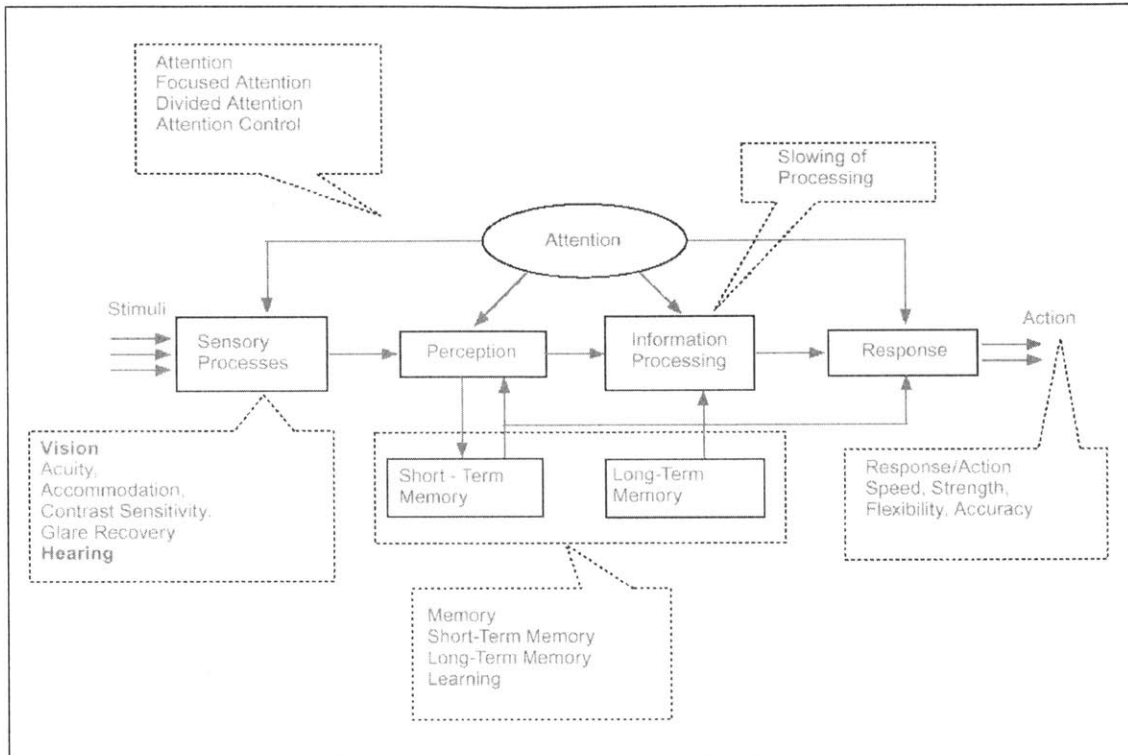 Attention
Focused Attention
Divided Attention
Attention Control
Slowing of
Processing
Attention
Stimuli
Sensory
Processes
Perception
Information
Processing
Response
Action
Vision
Acuity,
Accommodation,
Contrast Sensitivity,
Glare Recovery
Hearing
Short - Term
Memory
Long-Term
Memory
Response/Action
Speed, Strength,
Flexibility, Accuracy
Memory
Short-Term Memory
Long-Term Memory
Learning